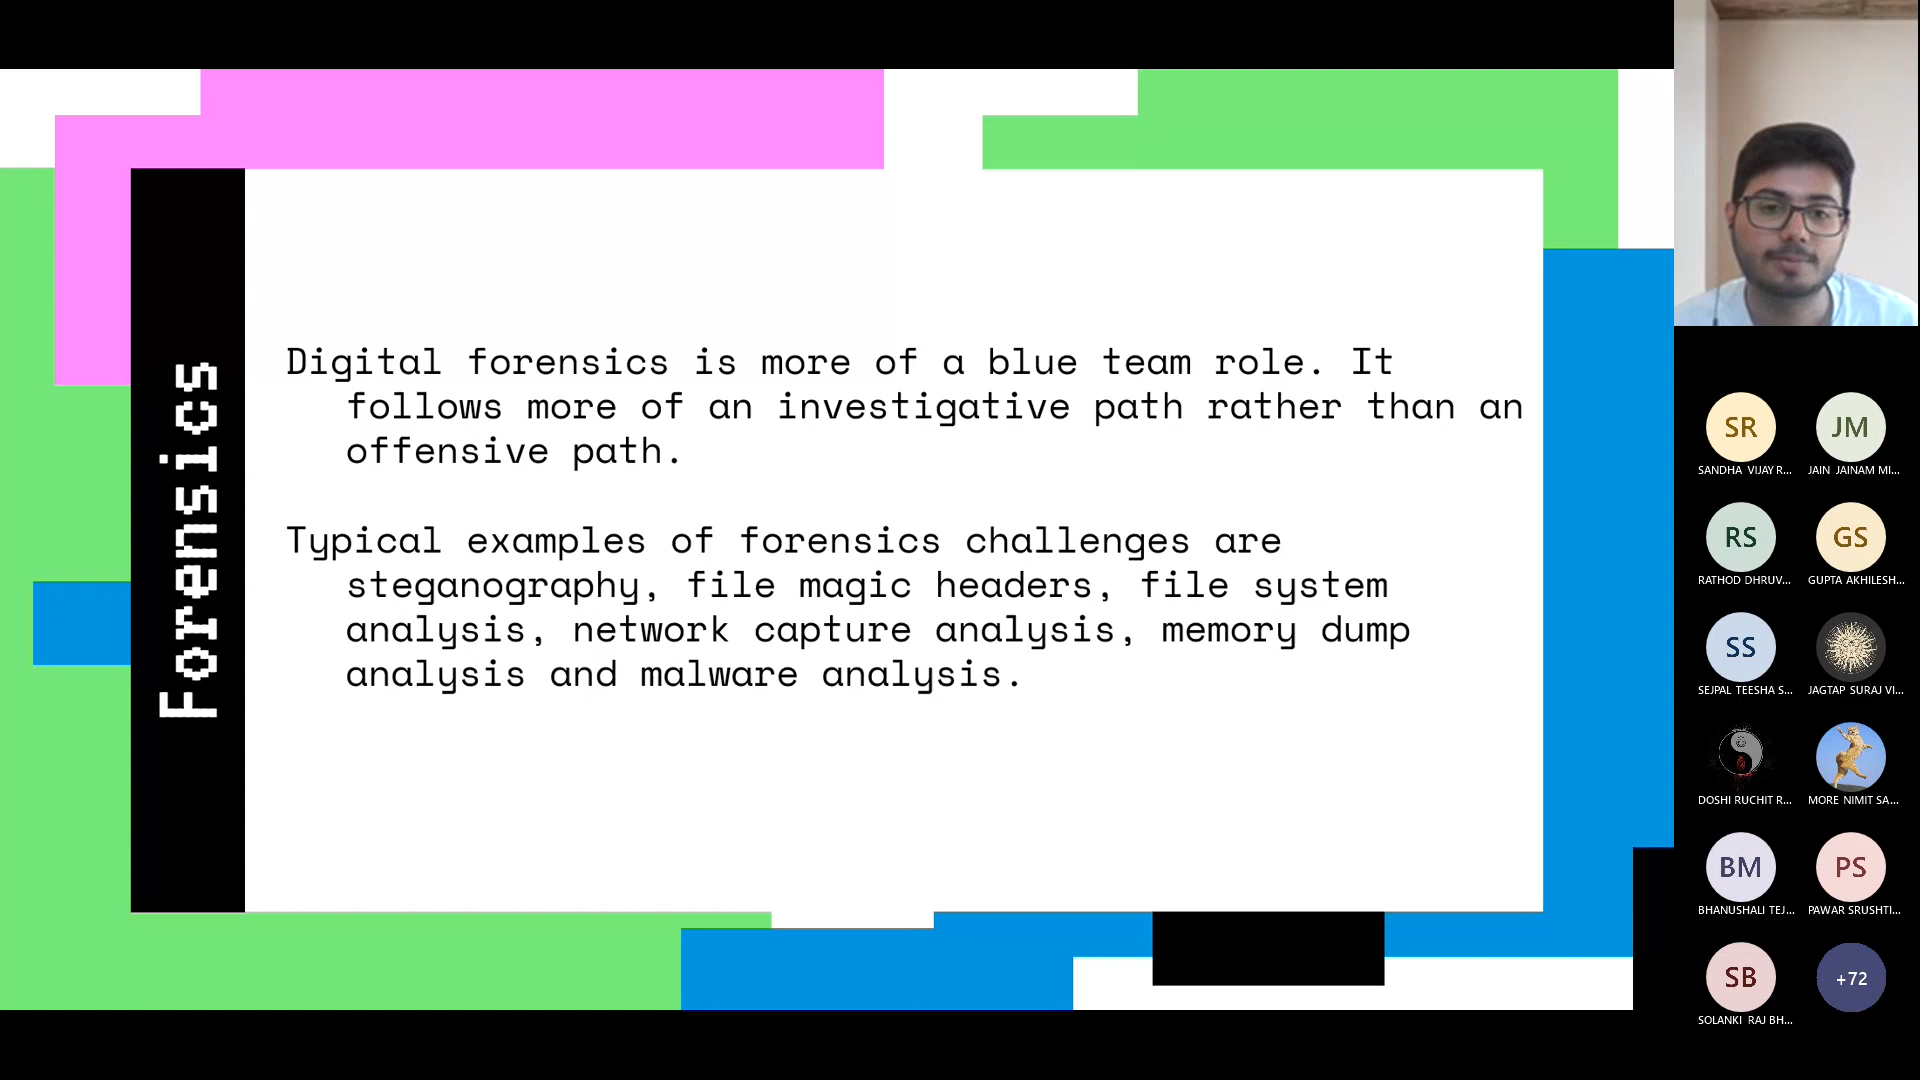 Forensics
Digital forensics is more of a blue team role. It
follows more of an investigative path rather than an
offensive path.
Typical examples of forensics challenges are
steganography, file magic headers, file system
analysis, network capture analysis, memory dump
analysis and malware analysis.
SR
JM
SANDHA VIJAY R...
JAIN JAINAM MI...
RS
GS
RATHOD DHRUV...
GUPTA AKHILESH...
SS
SEJPAL TEESHA S...
JAGTAP SURAJ VI...
DOSHI RUCHIT R...
MORE NIMIT SA...
BM
PS
BHANUSHALI TEJ...
PAWAR SRUSHTI...
SB
+72
SOLANKI RAJ BH...